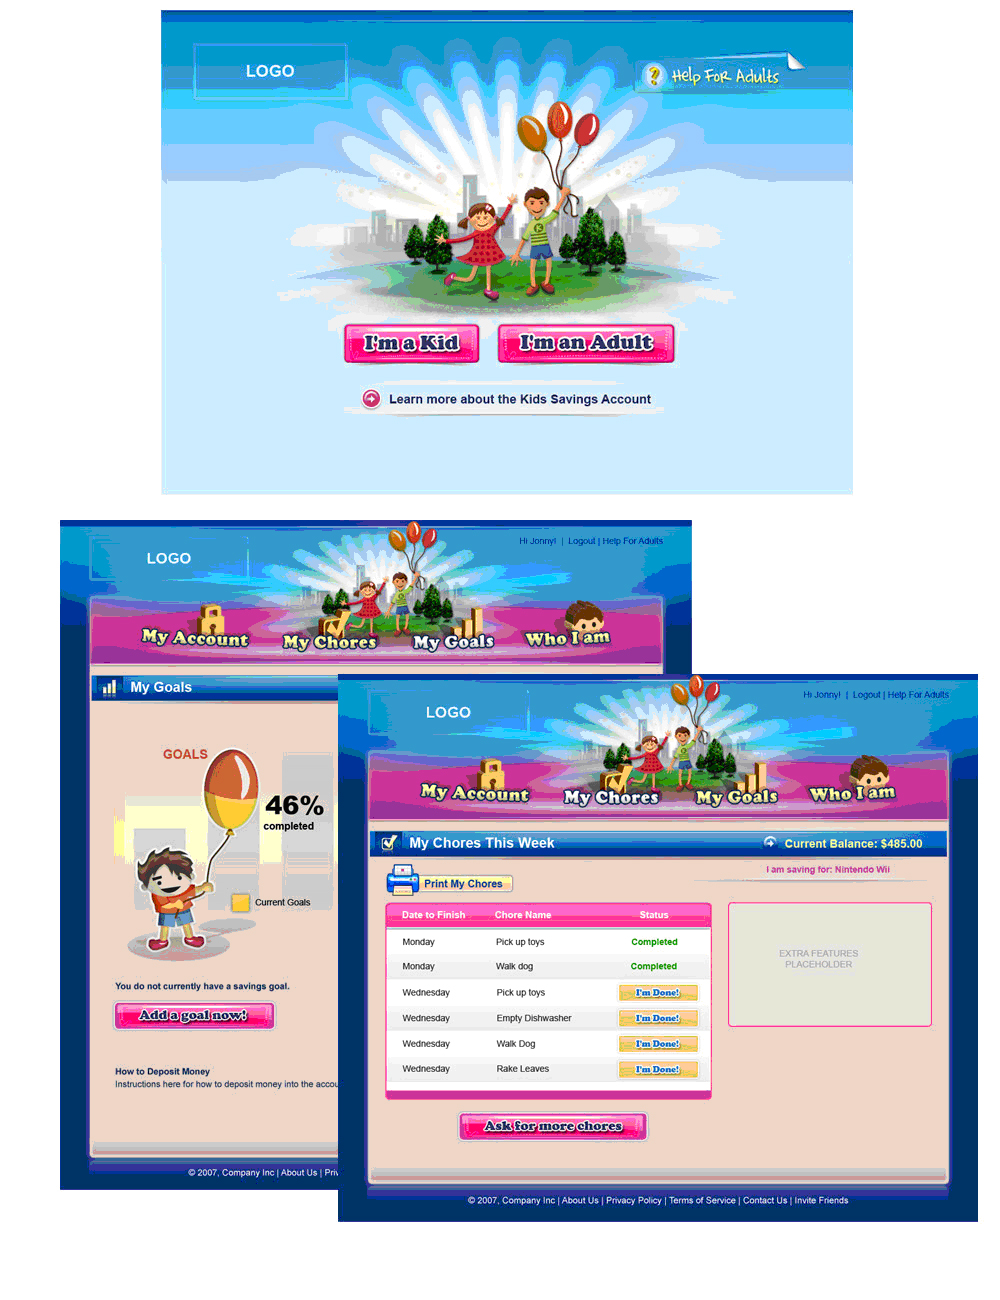 LOGO
Help For Adults
I'm a Kid
I'm an Adult
Learn more about the Kids Savings Account
Hi Jonny! | Logout | Help For Adults
LOGO
My Account
My Chores
My Goals
Who I am
My Goals
GOALS
46%
completed
Current Goals
You do not currently have a savings goal.
Add a goal now!
How to Deposit Money
Instructions here for how to deposit money into the accou
© 2007, Company Inc | About Us | Priv
Hi Jonny! | Logout | Help For Adults
LOGO
My Account
My Chores
My Goals
Who I am
My Chores This Week
Current Balance: $485.00
I am saving for: Nintendo Wii
Print My Chores
Date to Finish Chore Name Status
Monday Pick up toys Completed
Monday Walk dog Completed
Wednesday Pick up toys I'm Done!
Wednesday Empty Dishwasher I'm Done!
Wednesday Walk Dog I'm Done!
Wednesday Rake Leaves I'm Done!
EXTRA FEATURES
PLACEHOLDER
Ask for more chores
© 2007, Company Inc | About Us | Privacy Policy | Terms of Service | Contact Us | Invite Friends